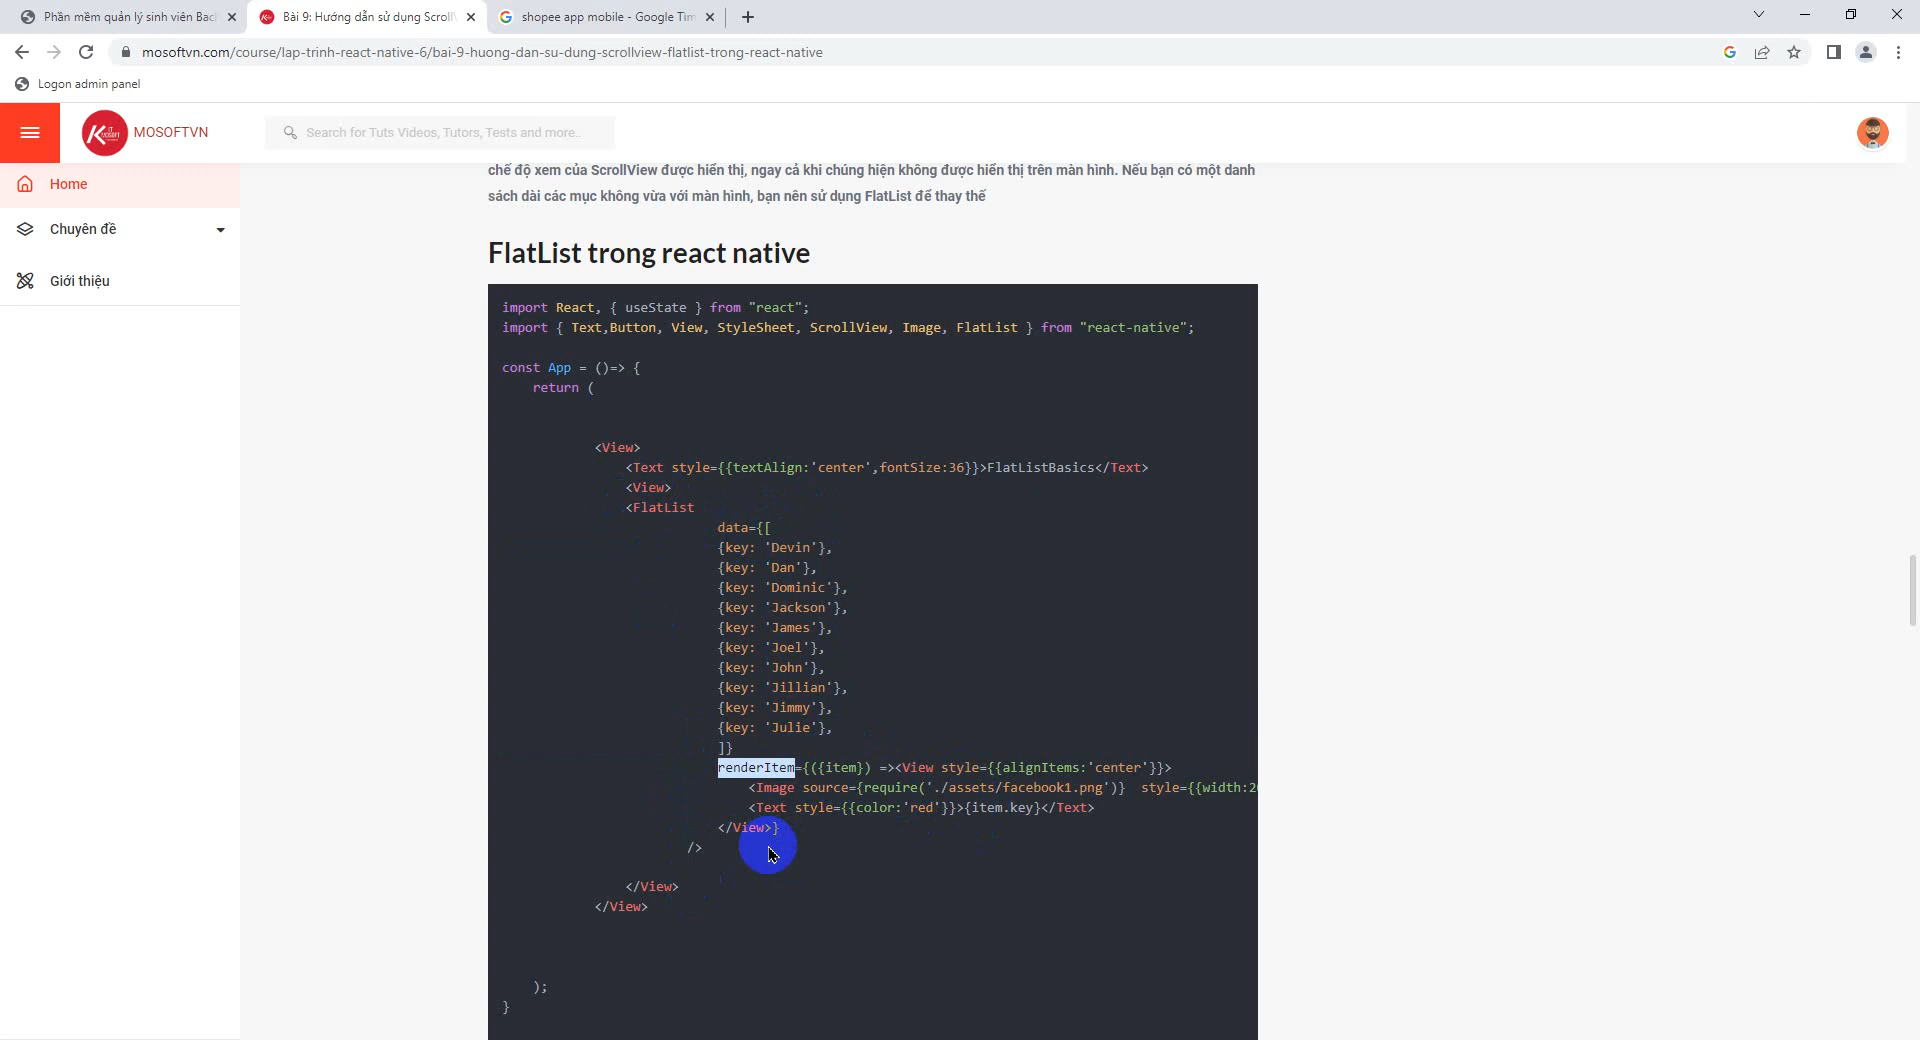 Phần mềm quản lý sinh viên Bac
Bài 9: Hướng dẫn sử dụng Scroll
shopee app mobile - Google Tìm
mosoftvn.com/course/lap-trinh-react-native-6/bai-9-huong-dan-su-dung-scrollview-flatlist-trong-react-native
Logon admin panel
MOSOFTVN
Search for Tuts Videos, Tutors, Tests and more..
Home
Chuyên đề
Giới thiệu
chế độ xem của ScrollView được hiển thị, ngay cả khi chúng hiện không được hiển thị trên màn hình. Nếu bạn có một danh
sách dài các mục không vừa với màn hình, bạn nên sử dụng FlatList để thay thế
FlatList trong react native
import React, { useState } from "react";
import { Text,Button, View, StyleSheet, ScrollView, Image, FlatList } from "react-native";
const App = ()=> {
return (
<View>
<Text style={{textAlign:'center',fontSize:36}}>FlatListBasics</Text>
<View>
<FlatList
data={[
{key: 'Devin'},
{key: 'Dan'},
{key: 'Dominic'},
{key: 'Jackson'},
{key: 'James'},
{key: 'Joel'},
{key: 'John'},
{key: 'Jillian'},
{key: 'Jimmy'},
{key: 'Julie'},
]}
renderItem={({item}) =><View style={{alignItems:'center'}}>
<Image source={require('./assets/facebook1.png')} style={{width:20
<Text style={{color:'red'}}>{item.key}</Text>
</View>}
/>
</View>
</View>
);
}